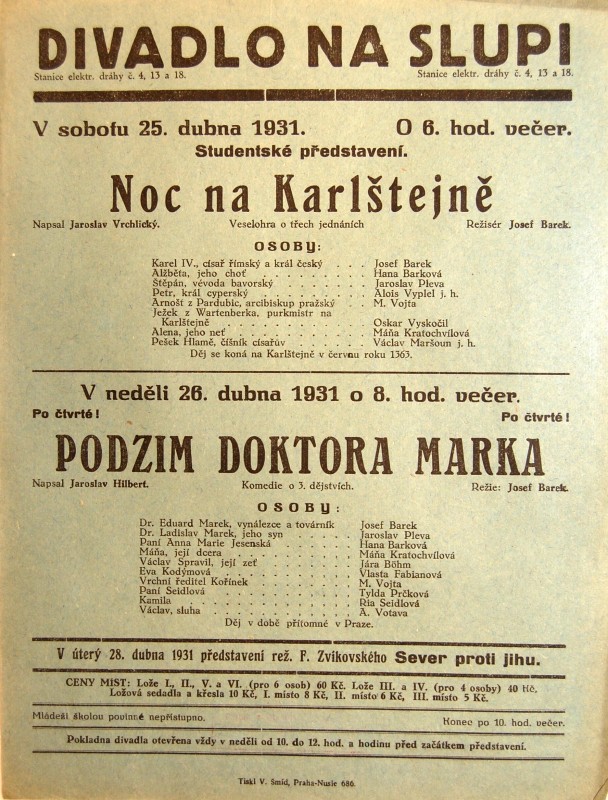 DIVADLO NA SLUPI
Stanice elektr. dráhy č. 4, 13 a 18. Stanice elektr. dráhy č. 4, 13 a 18.
V sobotu 25. dubna 1931. O 6. hod. večer.
Studentské představení.
Noc na Karlštejně
Napsal Jaroslav Vrchlický. Veselohra o třech jednáních Režisér Josef Barek.
OSOBY:
Karel IV., císař římský a král český . . . Josef Barek
Alžběta, jeho choť . . . . . . . . . Hana Barková
Štěpán, vévoda bavorský . . . . . . . Jaroslav Pleva
Petr, král cyperský . . . . . . . . . Alois Vyplel j. h.
Arnošt z Pardubic, arcibiskup pražský . . M. Vojta
Ježek z Wartenberka, purkmistr na
Karlštejně . . . . . . . . . . . Oskar Vyskočil
Alena, jeho neť . . . . . . . . . . Máňa Kratochvílová
Pešek Hlamě, číšník císařův . . . . . . Václav Maršoun j. h.
Děj se koná na Karlštejně v červnu roku 1363.
V neděli 26. dubna 1931 o 8. hod. večer.
Po čtvrté! Po čtvrté!
PODZIM DOKTORA MARKA
Napsal Jaroslav Hilbert. Komedie o 3. dějstvích. Režie: Josef Barek.
OSOBY:
Dr. Eduard Marek, vynálezce a továrník Josef Barek
Dr. Ladislav Marek, jeho syn . . . . . Jaroslav Pleva
Paní Anna Marie Jesenská . . . . . . Hana Barková
Máňa, její dcera . . . . . . . . . . Máňa Kratochvílová
Václav Spravil, její zeť . . . . . . . Jára Böhm
Eva Kodýmová . . . . . . . . . . Vlasta Fabianová
Vrchní ředitel Kořínek . . . . . . . M. Vojta
Paní Seidlová . . . . . . . . . . . Tylda Prčková
Kamila . . . . . . . . . . . . . Ria Seidlová
Václav, sluha . . . . . . . . . . . A. Votava
Děj v době přítomné v Praze.
V úterý 28. dubna 1931 představení rež. F. Zvikovského Sever proti jihu.
CENY MÍST: Lože I., II., V. a VI. (pro 6 osob) 60 Kč. Lože III. a IV. (pro 4 osoby) 40 Kč.
Ložová sedadla a křesla 10 Kč, I. místo 8 Kč, II. místo 6 Kč, III. místo 5 Kč.
Mládeži školou povinné nepřístupno. Konec po 10. hod. večer.
Pokladna divadla otevřena vždy v neděli od 10. do 12. hod. a hodinu před začátkem představení.
Tiskl V. Šmíd, Praha-Nusle 686.